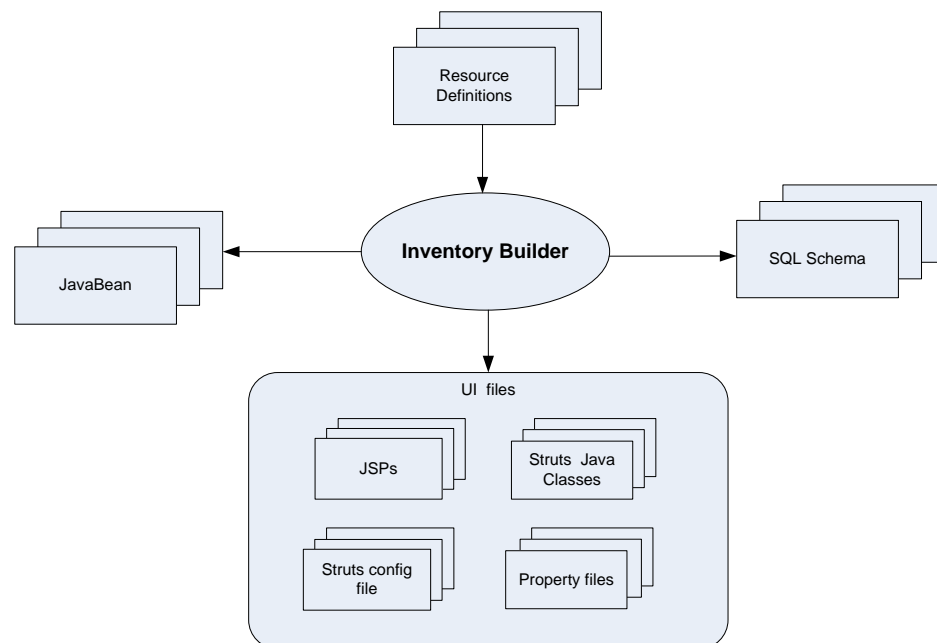 Resource
Definitions
Inventory Builder
JavaBean
SQL Schema
UI files
JSPs
Struts Java
Classes
Struts config
file
Property files